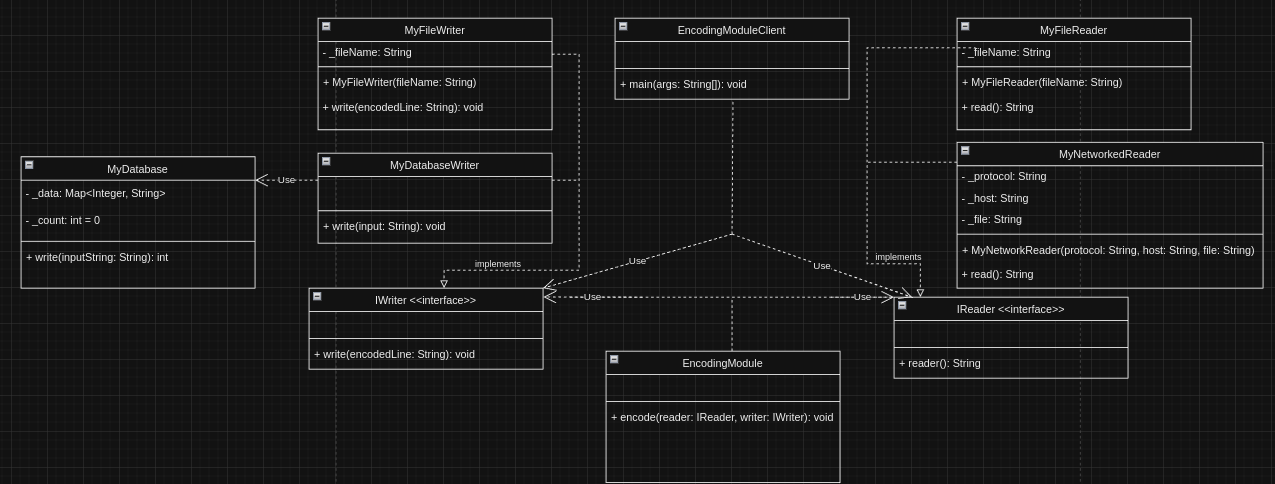 MyFileWriter
- _fileName: String
+ MyFileWriter(fileName: String)
+ write(encodedLine: String): void
EncodingModuleClient
+ main(args: String[]): void
MyFileReader
- _fileName: String
+ MyFileReader(fileName: String)
+ read(): String
MyDatabase
- _data: Map<Integer, String>
- _count: int = 0
+ write(inputString: String): int
Use
MyDatabaseWriter
+ write(input: String): void
MyNetworkedReader
- _protocol: String
- _host: String
- _file: String
+ MyNetworkReader(protocol: String, host: String, file: String)
+ read(): String
implements
Use
Use
implements
IWriter <<interface>>
+ write(encodedLine: String): void
Use
Use
IReader <<interface>>
+ reader(): String
EncodingModule
+ encode(reader: IReader, writer: IWriter): void